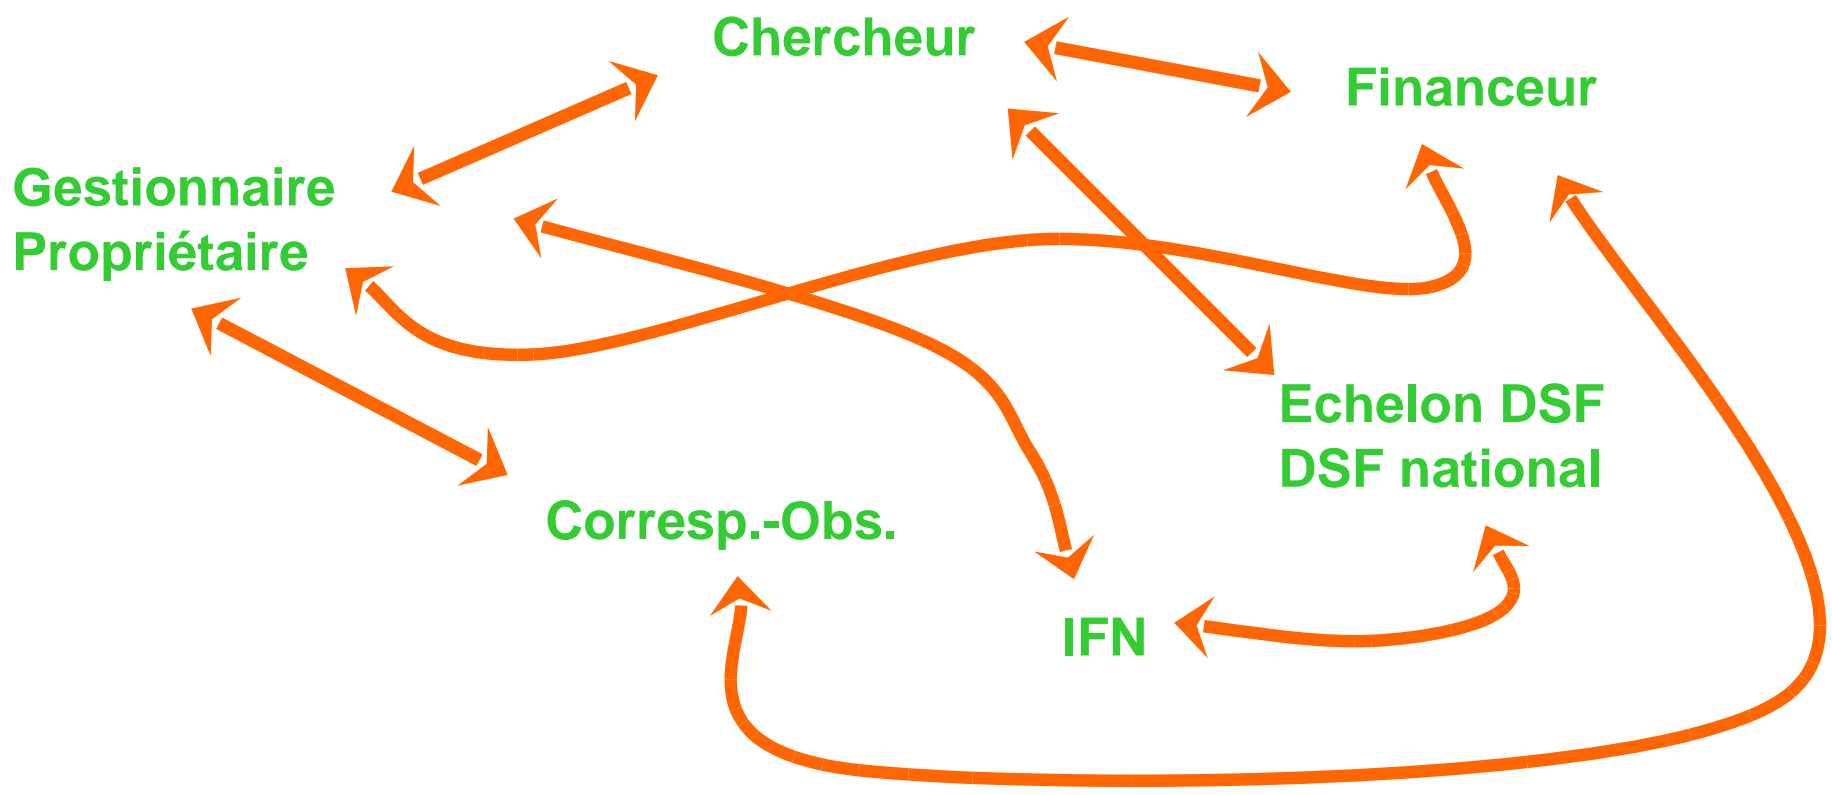 Chercheur
Financeur
Gestionnaire
Propriétaire
Echelon DSF
DSF national
Corresp.-Obs.
IFN